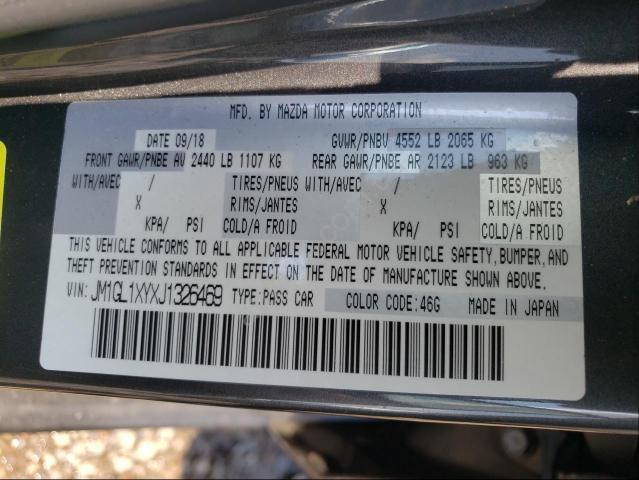 MFD. BY MAZDA MOTOR CORPORATION
DATE 09/18 GVWR/PNBV 4552 LB 2065 KG
FRONT GAWR/PNBE AV 2440 LB 1107 KG REAR GAWR/PNBE AR 2123 LB 963 KG
WITH/AVEC / TIRES/PNEUS WITH/AVEC / TIRES/PNEUS
X RIMS/JANTES X RIMS/JANTES
KPA/ PSI COLD/A FROID KPA/ PSI COLD/A FROID
THIS VEHICLE CONFORMS TO ALL APPLICABLE FEDERAL MOTOR VEHICLE SAFETY, BUMPER, AND
THEFT PREVENTION STANDARDS IN EFFECT ON THE DATE OF MANUFACTURE SHOWN ABOVE.
VIN: JM1GL1XYXJ1326469 TYPE:PASS CAR COLOR CODE:46G MADE IN JAPAN